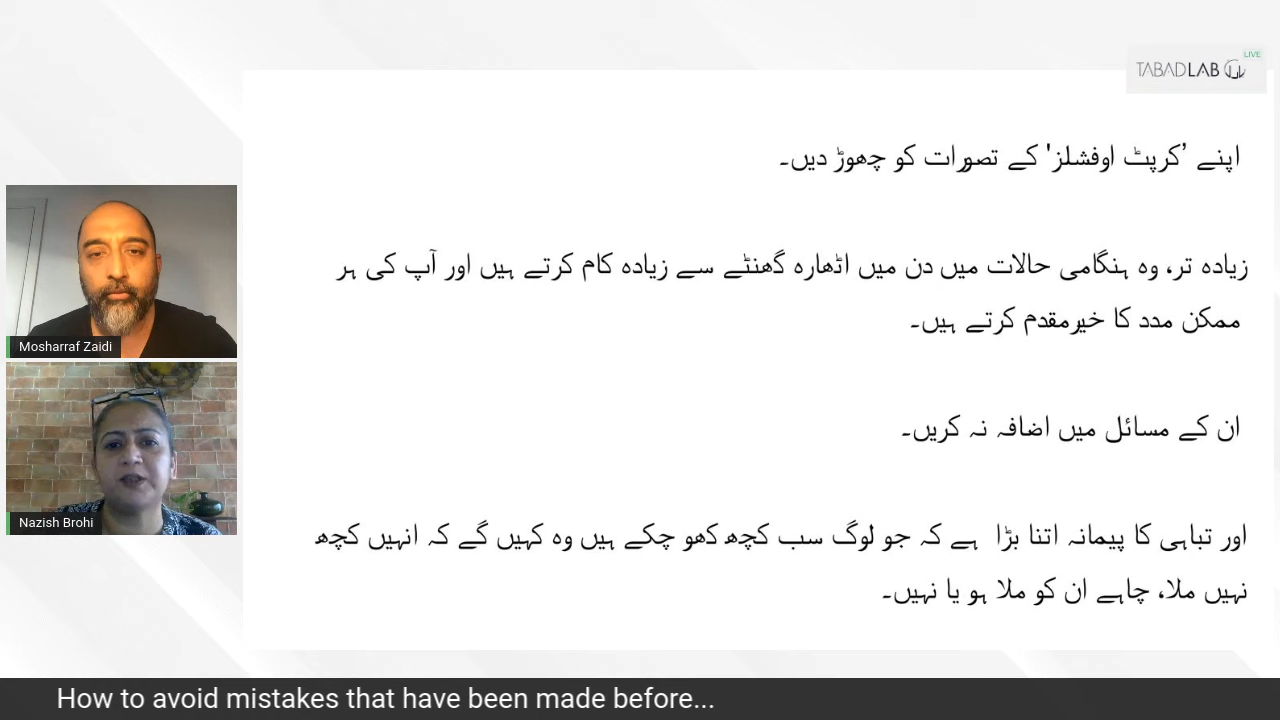 LIVE
TABADLAB
اپنے ’کرپٹ اوفشلز' کے تصورات کو چھوڑ دیں۔
زیادہ تر، وہ ہنگامی حالات میں دن میں اٹھارہ گھنٹے سے زیادہ کام کرتے ہیں اور آپ کی ہر
ممکن مدد کا خیرمقدم کرتے ہیں۔
ان کے مسائل میں اضافہ نہ کریں۔
اور تباہی کا پیمانہ اتنا بڑا ہے کہ جو لوگ سب کچھ کھو چکے ہیں وہ کہیں گے کہ انہیں کچھ
نہیں ملا، چاہے ان کو ملا ہو یا نہیں۔
Mosharraf Zaidi
Nazish Brohi
How to avoid mistakes that have been made before...